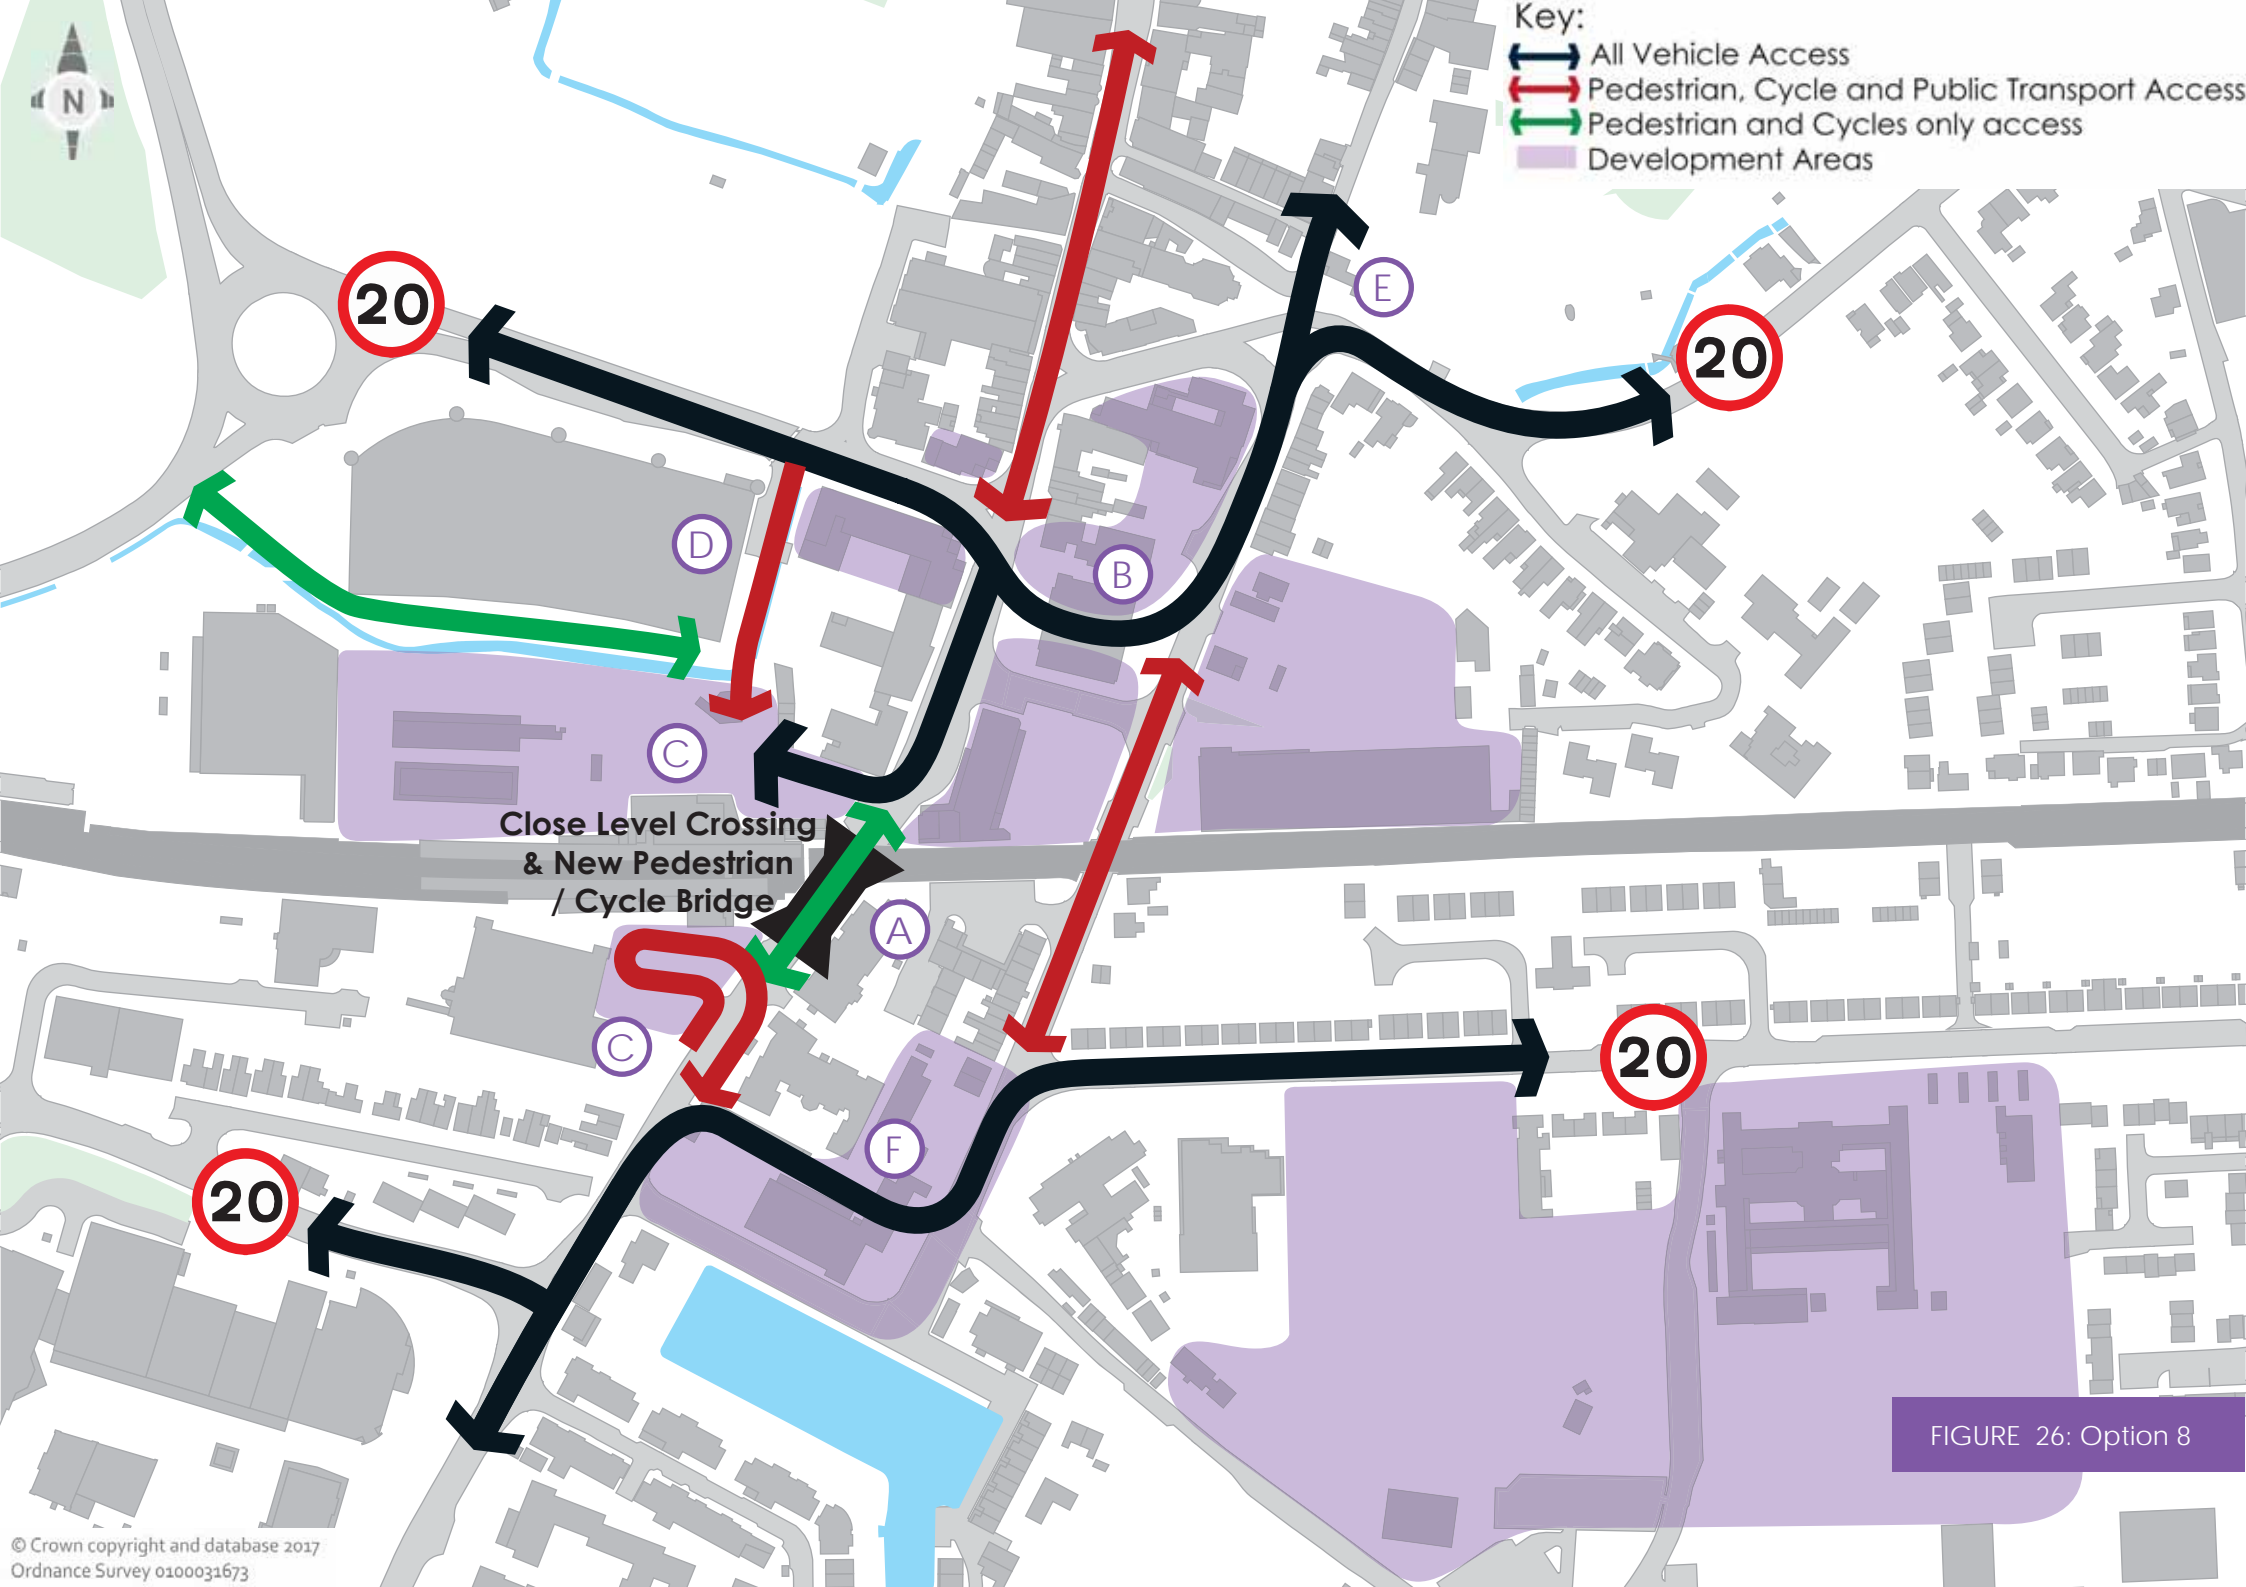 Key:
All Vehicle Access
Pedestrian, Cycle and Public Transport Access
Pedestrian and Cycles only access
Development Areas
N
20
E
20
D
B
C
Close Level Crossing
& New Pedestrian
/ Cycle Bridge
A
C
20
F
20
FIGURE 26: Option 8
© Crown copyright and database 2017
Ordnance Survey 0100031673